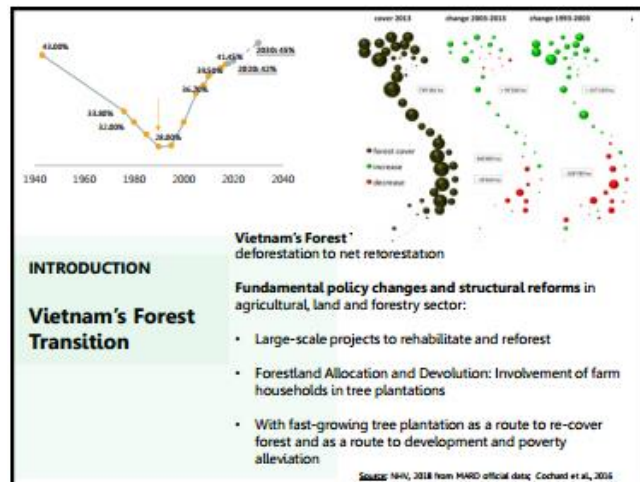 cover 2013
change 2003-2013
change 1993-2003
43.00%
33.80%
32.00%
28.00%
36.20%
39.50%
41.45%
2030: 45%
2020: 42%
1940
1960
1980
2000
2020
2040
forest cover
increase
decrease
INTRODUCTION
Vietnam's Forest
Transition
Vietnam's Forest
deforestation to net reforestation
Fundamental policy changes and structural reforms in
agricultural, land and forestry sector:
• Large-scale projects to rehabilitate and reforest
• Forestland Allocation and Devolution: Involvement of farm
households in tree plantations
• With fast-growing tree plantation as a route to re-cover
forest and as a route to development and poverty
alleviation
Source: NHV, 2018 from MARD official data; Cochard et al., 2016